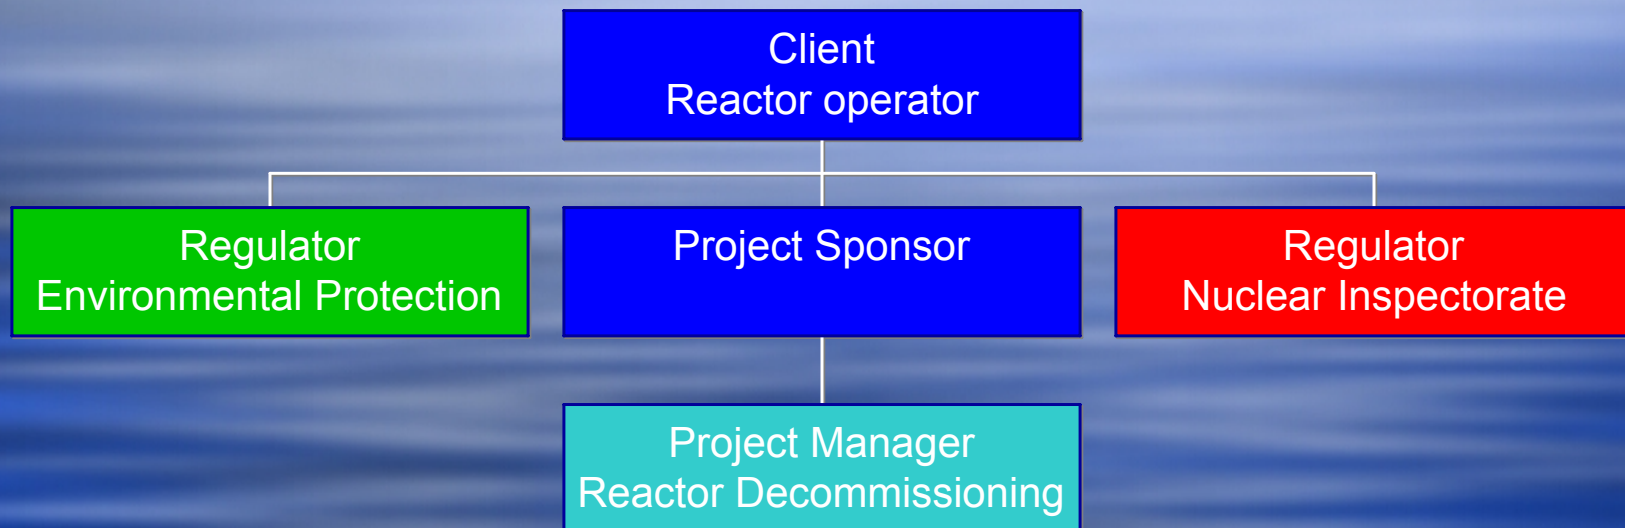 Client
Reactor operator
Regulator
Environmental Protection
Project Sponsor
Regulator
Nuclear Inspectorate
Project Manager
Reactor Decommissioning